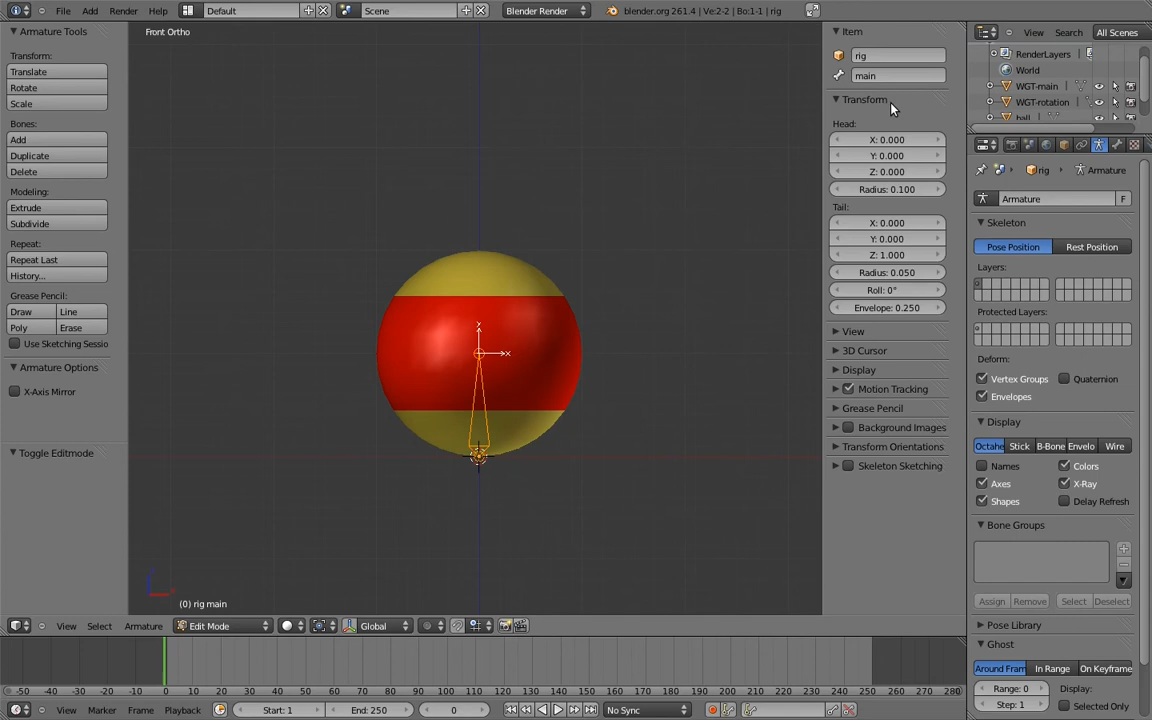 File Add Render Help Default Scene Blender Render blender.org 261.4 | Ve:2-2 | Bo:1-1 | rig
Armature Tools
Transform:
Translate
Rotate
Scale
Bones:
Add
Duplicate
Delete
Modeling:
Extrude
Subdivide
Repeat:
Repeat Last
History...
Grease Pencil:
Draw Line
Poly Erase
Use Sketching Sessio
Armature Options
X-Axis Mirror
Toggle Editmode
Front Ortho
Y
X
(0) rig main
Item
rig
main
Transform
Head:
X: 0.000
Y: 0.000
Z: 0.000
Radius: 0.100
Tail:
X: 0.000
Y: 0.000
Z: 1.000
Radius: 0.050
Roll: 0°
Envelope: 0.250
View
3D Cursor
Display
Motion Tracking
Grease Pencil
Background Images
Transform Orientations
Skeleton Sketching
View Search All Scenes
RenderLayers
World
WGT-main
WGT-rotation
ball
rig Armature
Armature F
Skeleton
Pose Position Rest Position
Layers:
Protected Layers:
Deform:
Vertex Groups Quaternion
Envelopes
Display
Octahe Stick B-Bone Envelo Wire
Names Colors
Axes X-Ray
Shapes Delay Refresh
Bone Groups
Assign Remove Select Deselect
Pose Library
Ghost
Around Fram In Range On Keyframe
Range: 0 Display:
Step: 1 Selected Only
View Select Armature Edit Mode Global
-50 -40 -30 -20 -10 0 10 20 30 40 50 60 70 80 90 100 110 120 130 140 150 160 170 180 190 200 210 220 230 240 250 260 270 280
View Marker Frame Playback Start: 1 End: 250 0 No Sync